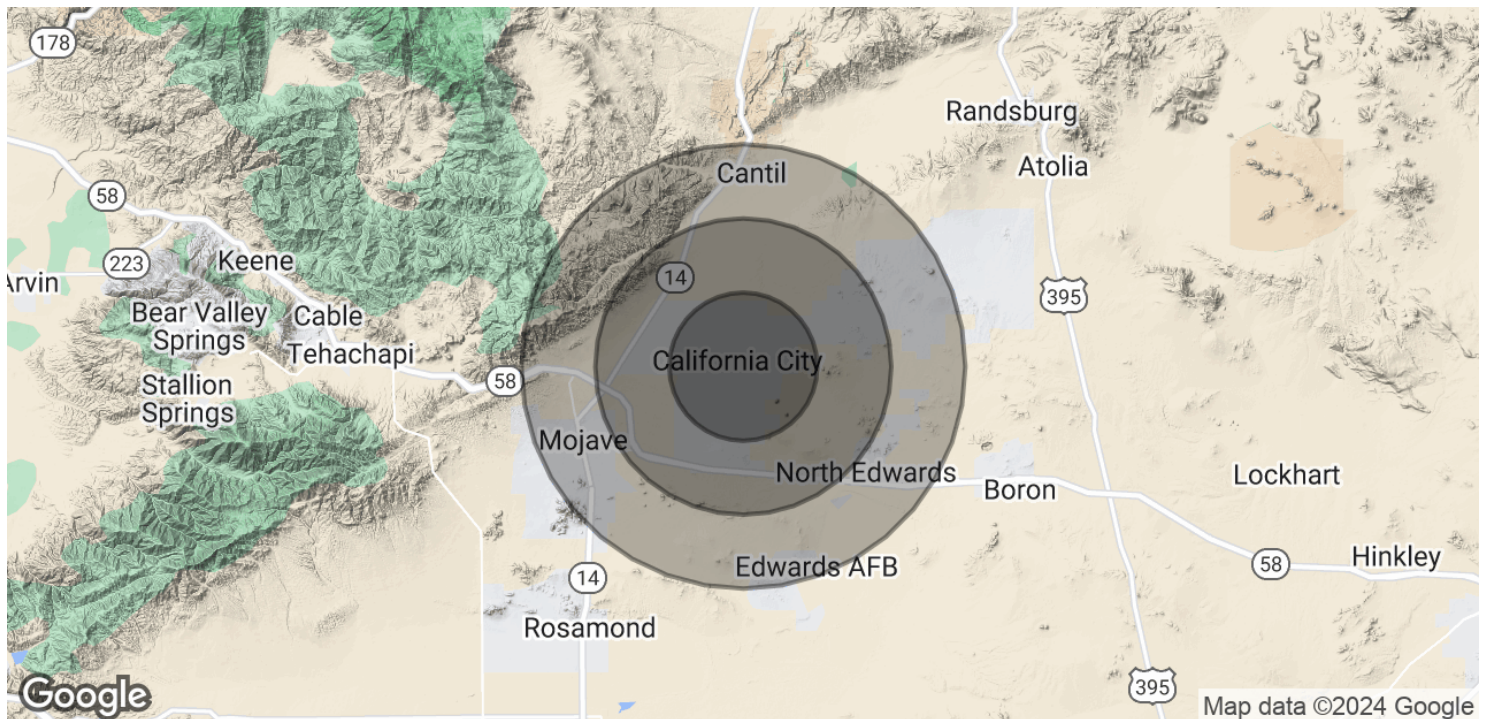 178
Randsburg
Atolia
Cantil
58
223
Keene
Arvin
14
395
Bear Valley
Springs
Cable
Tehachapi
California City
58
Stallion
Springs
Mojave
North Edwards
Boron
Lockhart
Edwards AFB
14
58
Hinkley
Rosamond
395
Google
Map data ©2024 Google